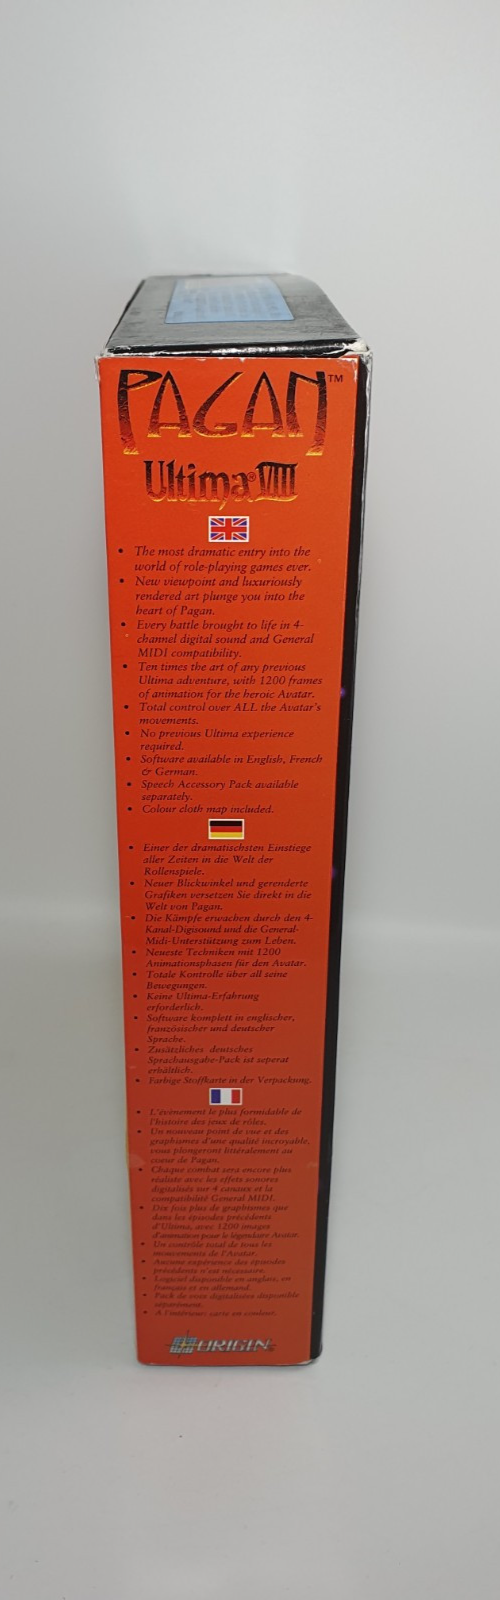 PAGAN™
Ultima® VIII
• The most dramatic entry into the
world of role-playing games ever.
• New viewpoint and luxuriously
rendered art plunge you into the
heart of Pagan.
• Every battle brought to life in 4-
channel digital sound and General
MIDI compatibility.
• Ten times the art of any previous
Ultima adventure, with 1200 frames
of animation for the heroic Avatar.
• Total control over ALL the Avatar's
movements.
• No previous Ultima experience
required.
• Software available in English, French
& German.
• Speech Accessory Pack available
separately.
• Colour cloth map included.
• Einer der dramatischsten Einstiege
aller Zeiten in die Welt der
Rollenspiele.
• Neuer Blickwinkel und gerenderte
Grafiken versetzen Sie direkt in die
Welt von Pagan.
• Die Kämpfe erwachen durch den 4-
Kanal-Digisound und die General-
Midi-Unterstützung zum Leben.
• Neueste Techniken mit 1200
Animationsphasen für den Avatar.
• Totale Kontrolle über all seine
Bewegungen.
• Keine Ultima-Erfahrung
erforderlich.
• Software komplett in englischer,
französischer und deutscher
Sprache.
• Zusätzliches deutsches
Sprachausgabe-Pack ist seperat
erhältlich.
• Farbige Stoffkarte in der Verpackung.
• L'évènement le plus formidable de
l'histoire des jeux de rôles.
• Un nouveau point de vue et des
graphismes d'une qualité incroyable,
vous plongeront littéralement au
coeur de Pagan.
• Chaque combat sera encore plus
réaliste avec les effets sonores
digitalisés sur 4 canaux et la
compatibilité General MIDI.
• Dix fois plus de graphismes que
dans les épisodes précédents
d'Ultima, avec 1200 images
d'animation pour le légendaire Avatar.
• Un contrôle total de tous les
mouvements de l'Avatar.
• Aucune expérience des épisodes
précédents n'est nécessaire.
• Logiciel disponible en anglais, en
français et en allemand.
• Pack de voix digitalisées disponible
séparément.
• A l'intérieur: carte en couleur.
ORIGIN